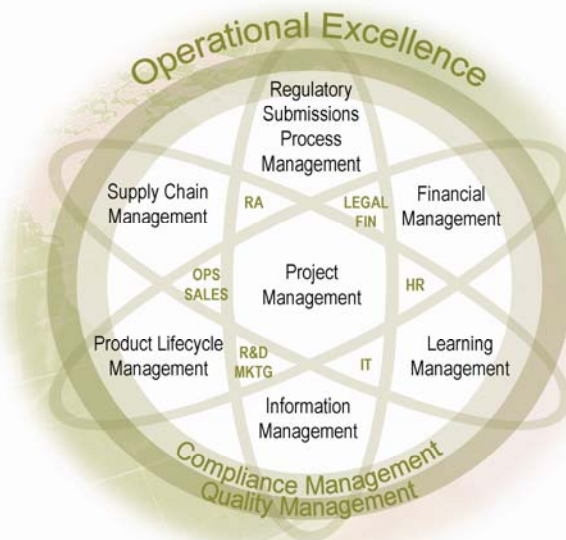 Operational Excellence
Regulatory
Submissions
Process
Management
Supply Chain
Management
RA
LEGAL
FIN
Financial
Management
OPS
SALES
Project
Management
HR
Product Lifecycle
Management
R&D
MKTG
IT
Learning
Management
Information
Management
Compliance Management
Quality Management